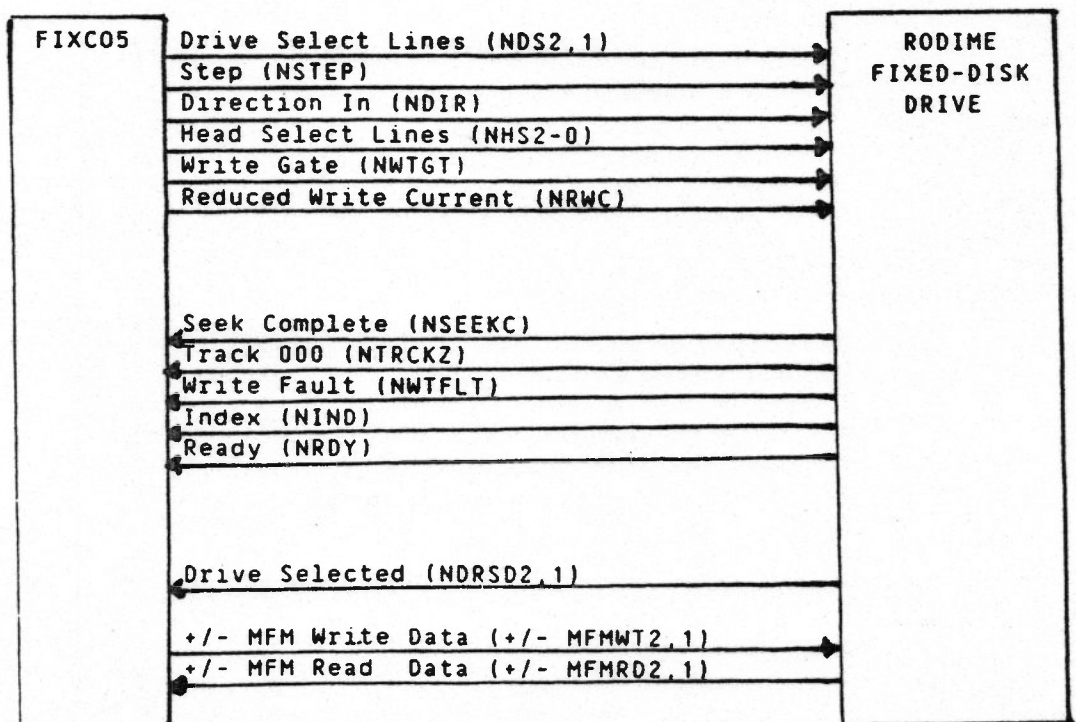 FIXC05
RODIME
FIXED-DISK
DRIVE
Drive Select Lines (NDS2,1)
Step (NSTEP)
Direction In (NDIR)
Head Select Lines (NHS2-0)
Write Gate (NWTGT)
Reduced Write Current (NRWC)
Seek Complete (NSEEKC)
Track 000 (NTRCKZ)
Write Fault (NWTFLT)
Index (NIND)
Ready (NRDY)
Drive Selected (NDRSD2,1)
+/- MFM Write Data (+/- MFMWT2,1)
+/- MFM Read Data (+/- MFMRD2,1)